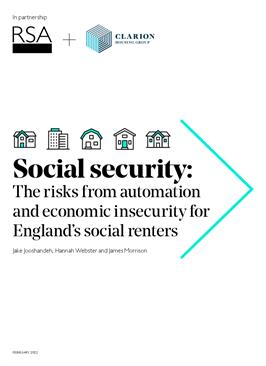 In partnership
RSA
+
CLARION
HOUSING GROUP
Social security:
The risks from automation
and economic insecurity for
England's social renters
Jake Jooshandeh, Hannah Webster and James Morrison
FEBRUARY 2022